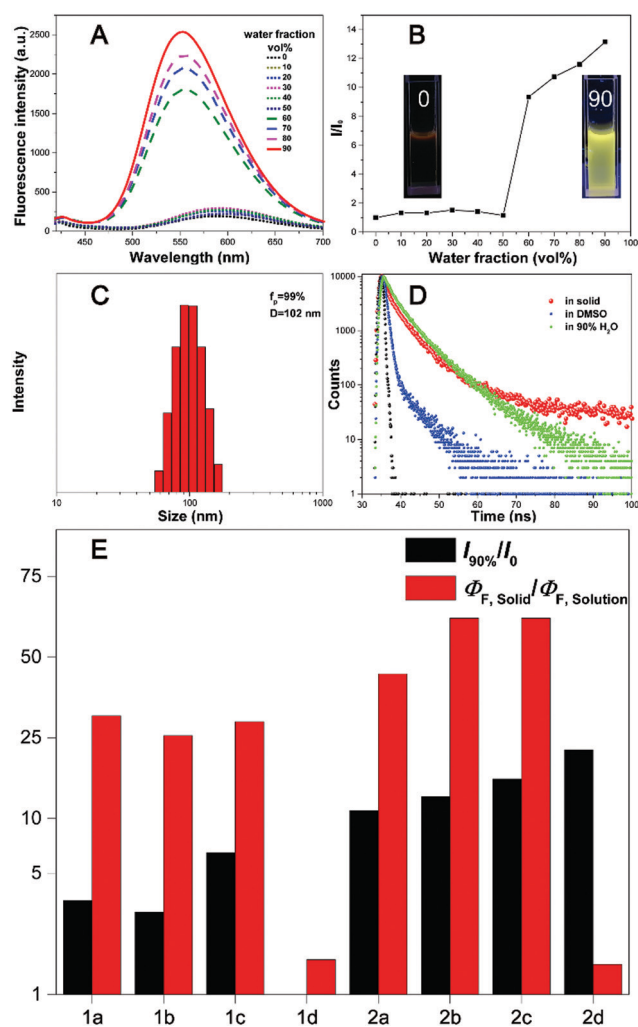 A
water fraction
vol%
0
10
20
30
40
50
60
70
80
90
Fluorescence intensity (a.u.)
2500
2000
1500
1000
500
0
450
500
550
600
650
700
Wavelength (nm)
B
I/I0
14
12
10
8
6
4
2
0
0
90
0
10
20
30
40
50
60
70
80
90
100
Water fraction (vol%)
C
fp=99%
D=102 nm
Intensity
10
100
1000
Size (nm)
D
in solid
in DMSO
in 90% H2O
Counts
10000
1000
100
10
1
30
40
50
60
70
80
90
100
Time (ns)
E
I90%/I0
ΦF, Solid/ΦF, Solution
75
50
25
10
5
1
1a
1b
1c
1d
2a
2b
2c
2d